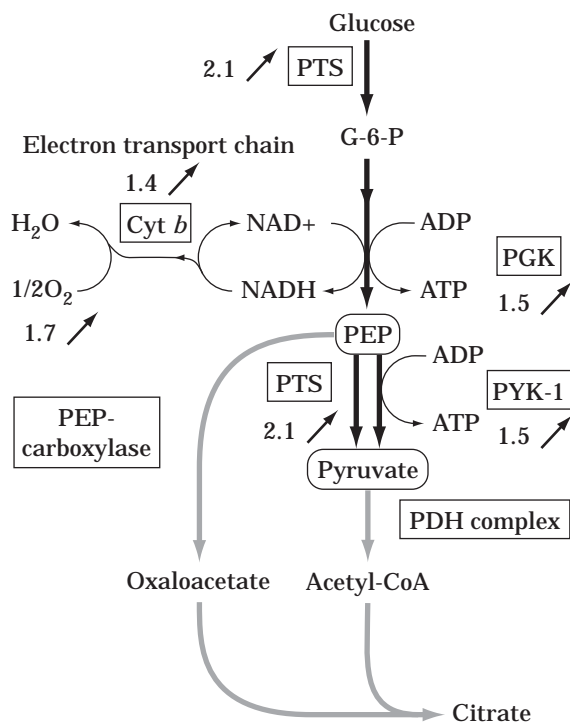 Glucose
2.1 PTS
G-6-P
Electron transport chain
1.4
Cyt b
H₂O NAD+ ADP
PGK
1/2O₂ NADH ATP
1.5
1.7
PEP
ADP
PTS
PYK-1
ATP
2.1 1.5
PEP-
carboxylase
Pyruvate
PDH complex
Oxaloacetate Acetyl-CoA
Citrate